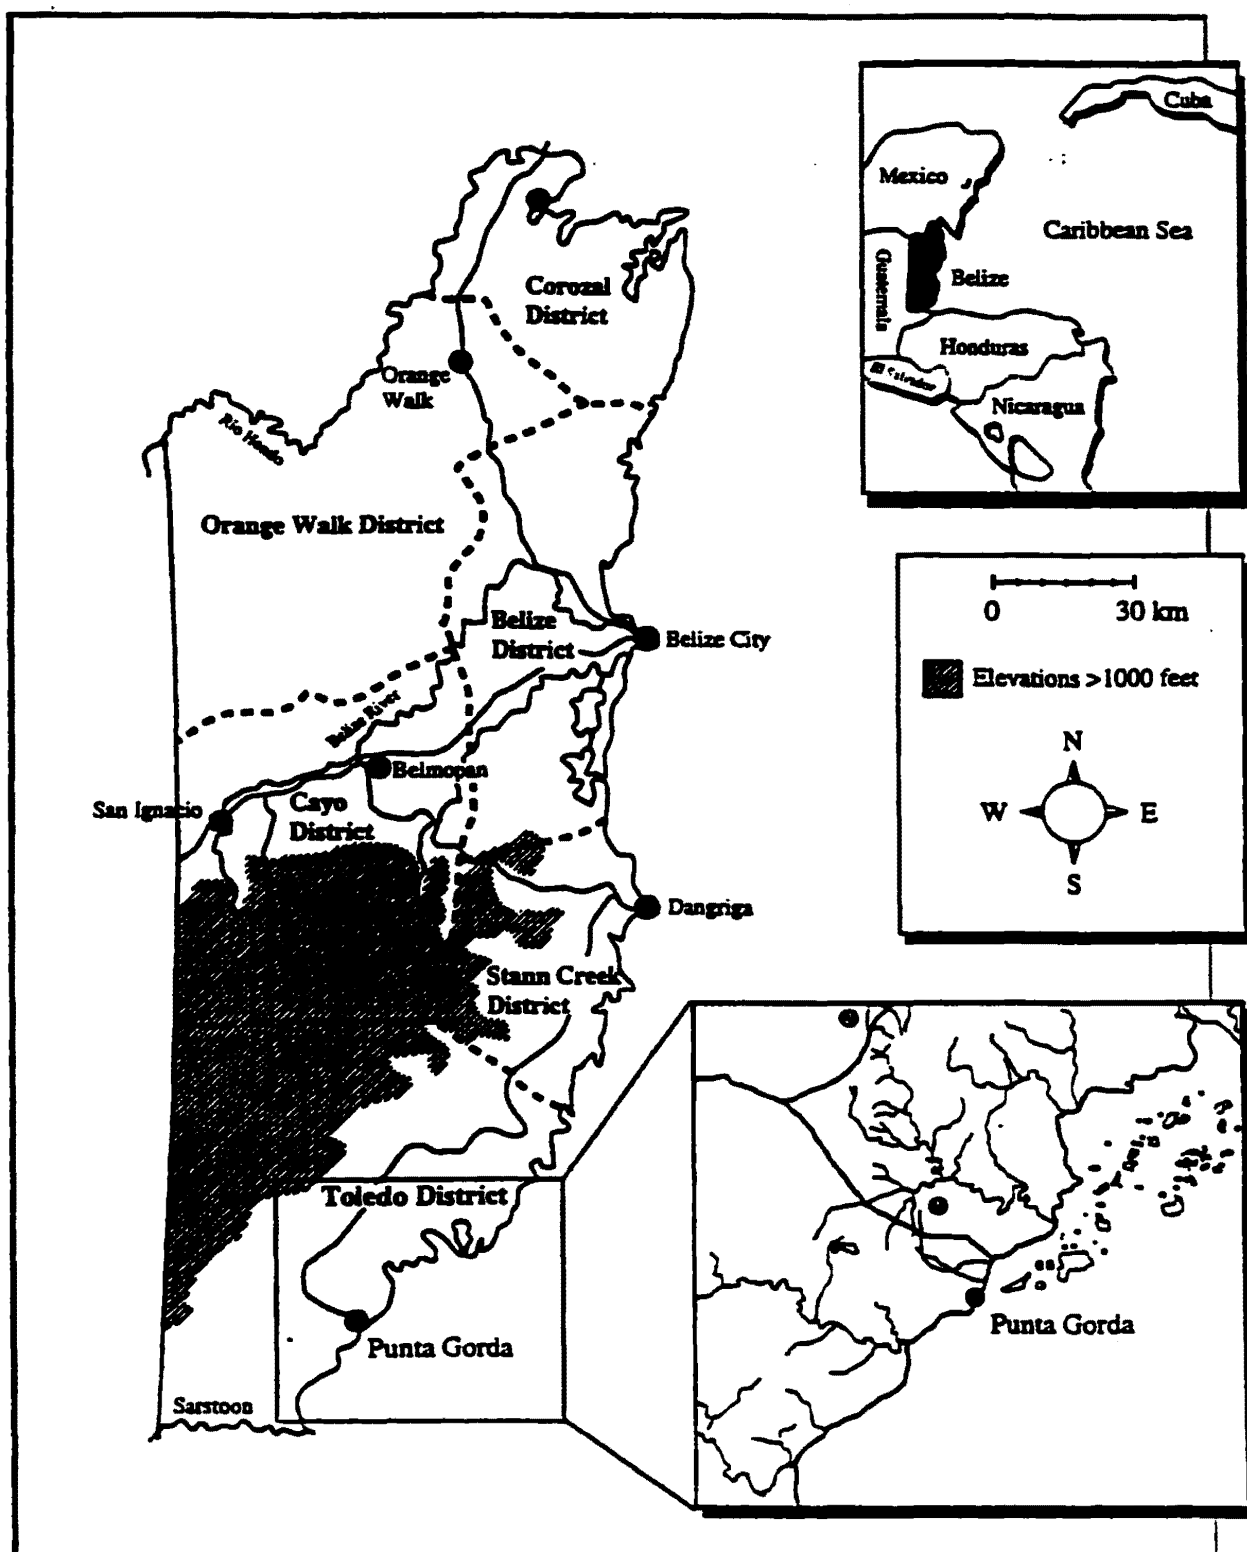 Cuba
Mexico
Caribbean Sea
Guatemala
Belize
Honduras
El Salvador
Nicaragua
Corozal
District
Orange
Walk
Rio Hondo
Orange Walk District
0 30 km
Belize
District
Belize City
Elevations >1000 feet
Belize River
N
W E
S
Belmopan
San Ignacio
Cayo
District
Dangriga
Stann Creek
District
Toledo District
Punta Gorda
Punta Gorda
Sarstoon